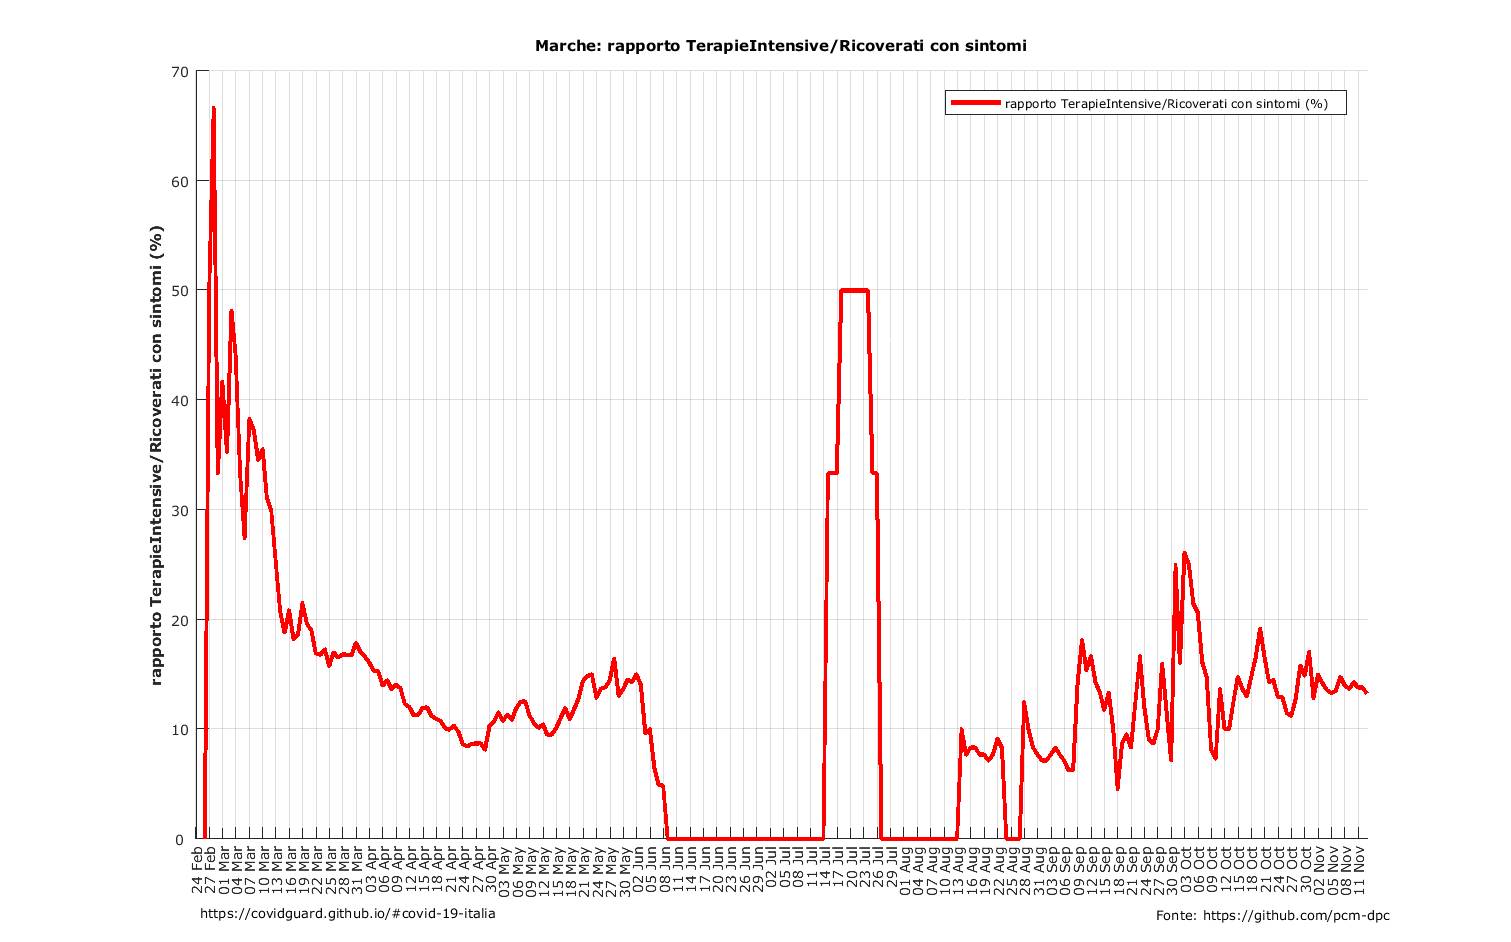 Marche: rapporto TerapieIntensive/Ricoverati con sintomi
rapporto TerapieIntensive/Ricoverati con sintomi (%)
rapporto TerapieIntensive/Ricoverati con sintomi (%)
70
60
50
40
30
20
10
0
24 Feb
27 Feb
01 Mar
04 Mar
07 Mar
10 Mar
13 Mar
16 Mar
19 Mar
22 Mar
25 Mar
28 Mar
31 Mar
03 Apr
06 Apr
09 Apr
12 Apr
15 Apr
18 Apr
21 Apr
24 Apr
27 Apr
30 Apr
03 May
06 May
09 May
12 May
15 May
18 May
21 May
24 May
27 May
30 May
02 Jun
05 Jun
08 Jun
11 Jun
14 Jun
17 Jun
20 Jun
23 Jun
26 Jun
29 Jun
02 Jul
05 Jul
08 Jul
11 Jul
14 Jul
17 Jul
20 Jul
23 Jul
26 Jul
29 Jul
01 Aug
04 Aug
07 Aug
10 Aug
13 Aug
16 Aug
19 Aug
22 Aug
25 Aug
28 Aug
31 Aug
03 Sep
06 Sep
09 Sep
12 Sep
15 Sep
18 Sep
21 Sep
24 Sep
27 Sep
30 Sep
03 Oct
06 Oct
09 Oct
12 Oct
15 Oct
18 Oct
21 Oct
24 Oct
27 Oct
30 Oct
02 Nov
05 Nov
08 Nov
11 Nov
https://covidguard.github.io/#covid-19-italia
Fonte: https://github.com/pcm-dpc